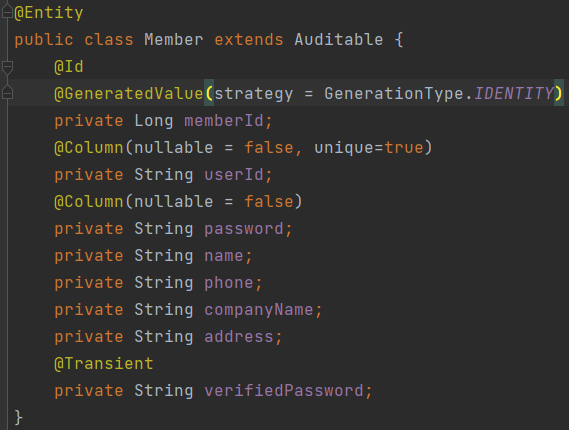 @Entity
public class Member extends Auditable {
    @Id
    @GeneratedValue(strategy = GenerationType.IDENTITY)
    private Long memberId;
    @Column(nullable = false, unique=true)
    private String userId;
    @Column(nullable = false)
    private String password;
    private String name;
    private String phone;
    private String companyName;
    private String address;
    @Transient
    private String verifiedPassword;
}